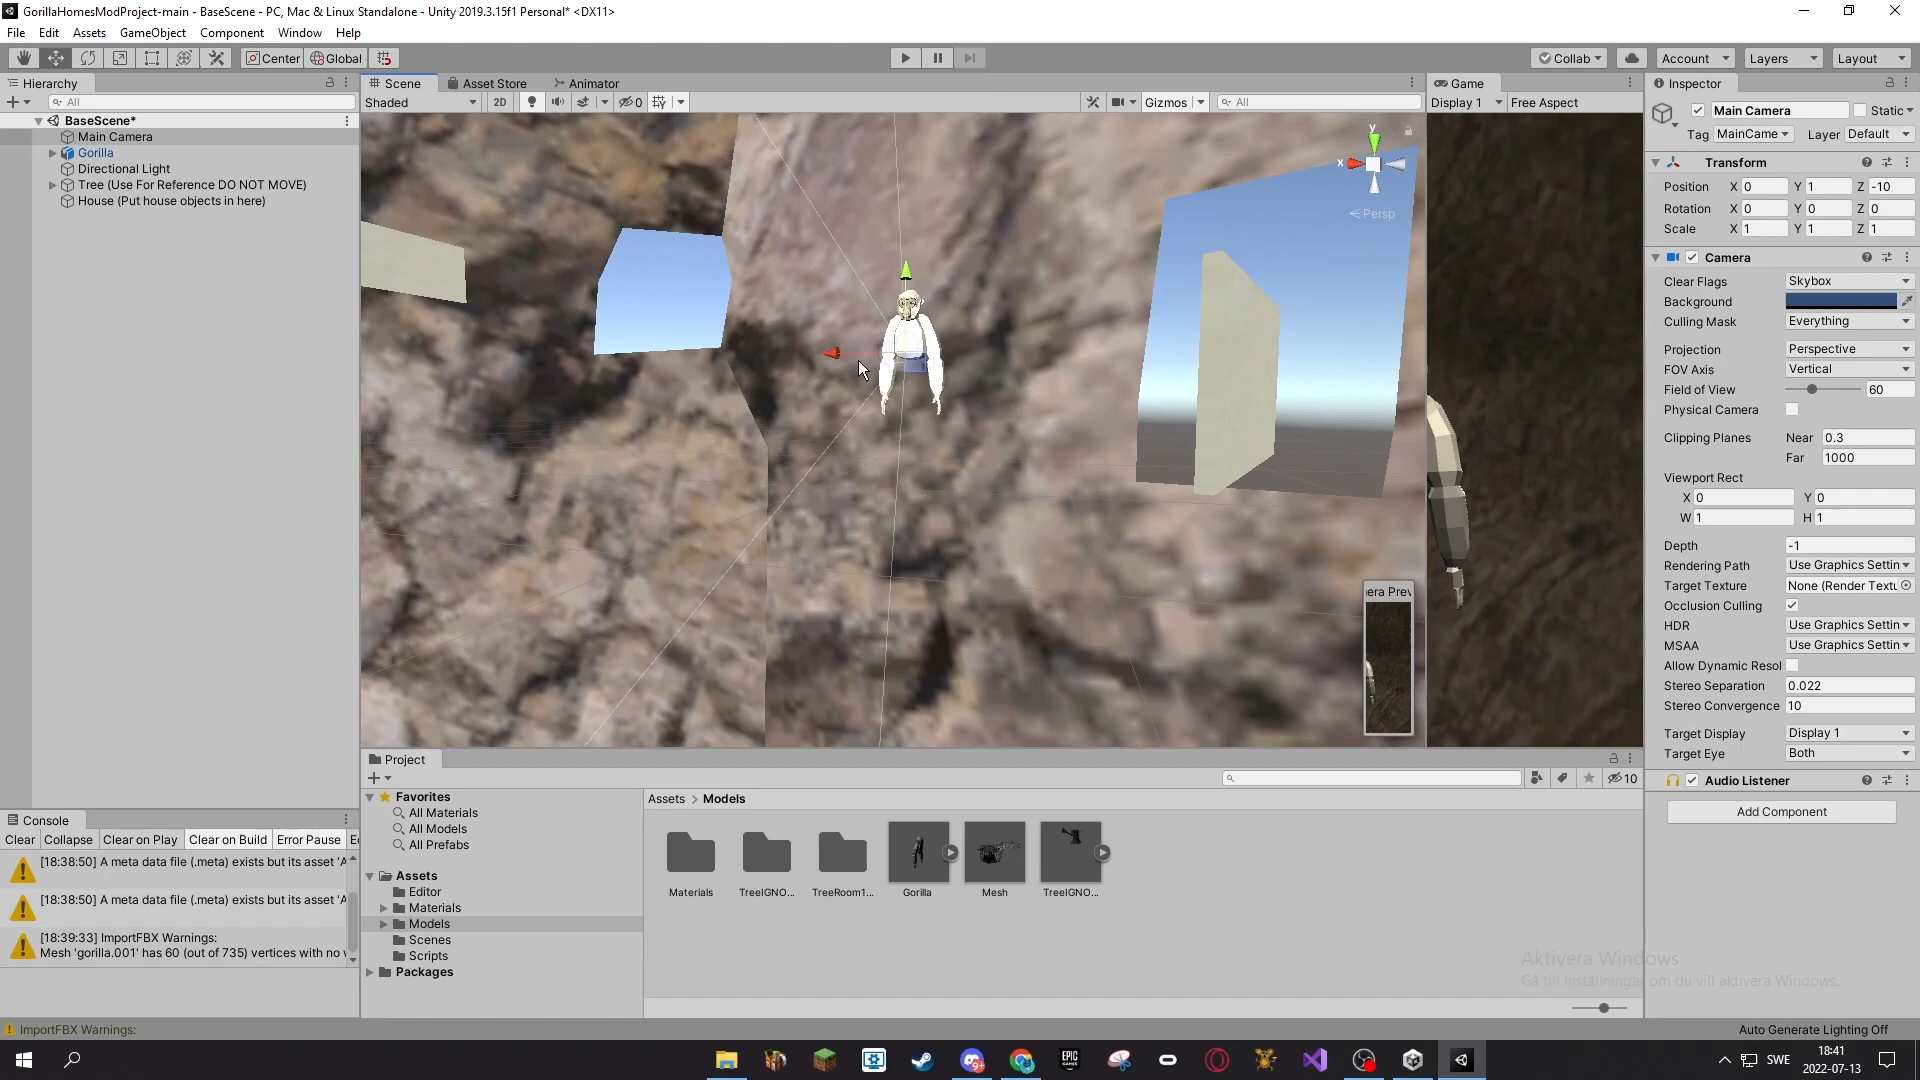 GorillaHomesModProject-main - BaseScene - PC, Mac & Linux Standalone - Unity 2019.3.15f1 Personal* <DX11>
File Edit Assets GameObject Component Window Help
Center Global Collab Account Layers Layout
Hierarchy
All
BaseScene*
Main Camera
Gorilla
Directional Light
Tree (Use For Reference DO NOT MOVE)
House (Put house objects in here)
Scene Asset Store Animator
Shaded 2D 0 Gizmos All
y
x
Persp
era Prev
Game
Display 1 Free Aspect
Inspector
Main Camera Static
Tag MainCame Layer Default
Transform
Position X 0 Y 1 Z -10
Rotation X 0 Y 0 Z 0
Scale X 1 Y 1 Z 1
Camera
Clear Flags Skybox
Background
Culling Mask Everything
Projection Perspective
FOV Axis Vertical
Field of View 60
Physical Camera
Clipping Planes Near 0.3
Far 1000
Viewport Rect
X 0 Y 0
W 1 H 1
Depth -1
Rendering Path Use Graphics Settin
Target Texture None (Render Textu
Occlusion Culling
HDR Use Graphics Settin
MSAA Use Graphics Settin
Allow Dynamic Resol
Stereo Separation 0.022
Stereo Convergence 10
Target Display Display 1
Target Eye Both
Audio Listener
Add Component
Project
10
Favorites
All Materials
All Models
All Prefabs
Assets
Editor
Materials
Models
Scenes
Scripts
Packages
Assets > Models
Materials TreeIGNO... TreeRoom1... Gorilla Mesh TreeIGNO...
Console
Clear Collapse Clear on Play Clear on Build Error Pause
[18:38:50] A meta data file (.meta) exists but its asset 'A
[18:38:50] A meta data file (.meta) exists but its asset 'A
[18:39:33] ImportFBX Warnings:
Mesh 'gorilla.001' has 60 (out of 735) vertices with no
Aktivera Windows
Gå till Inställningar om du vill aktivera Windows.
ImportFBX Warnings:
Auto Generate Lighting Off
9+
EPIC GAMES
SWE
18:41
2022-07-13